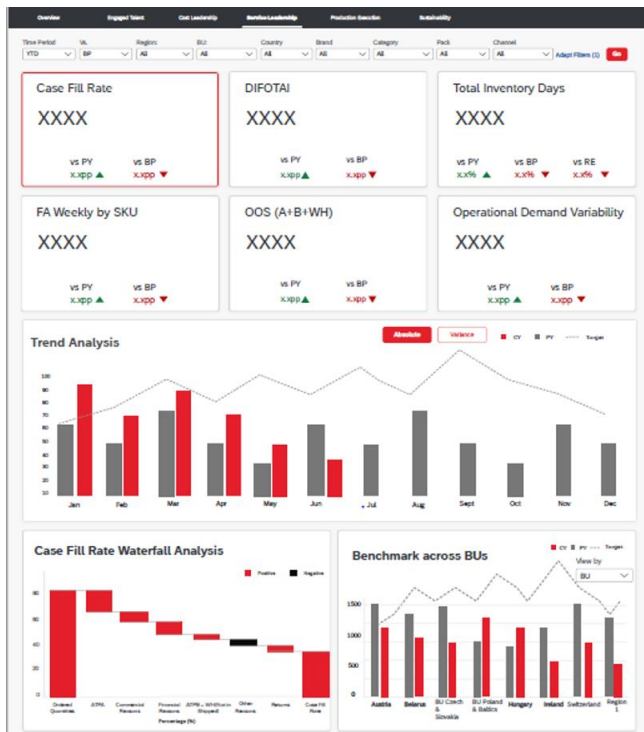 Overview Engaged Talent Cost Leadership Service Leadership Production Execution Sustainability
Time Period Vs. Region: BU: Country Brand Category Pack Channel
YTD BP All All All All All All All Adapt Filters (1) Go
Case Fill Rate DIFOTAI Total Inventory Days
XXXX XXXX XXXX
vs PY vs BP vs PY vs BP vs PY vs BP vs RE
x.xpp x.xpp x.xpp x.xpp x.x% x.x% x.x%
FA Weekly by SKU OOS (A+B+WH) Operational Demand Variability
XXXX XXXX XXXX
vs PY vs BP vs PY vs BP vs PY vs BP
x.xpp x.xpp x.xpp x.xpp x.xpp x.xpp
Trend Analysis Absolute Variance CY PY Target
100
90
80
70
60
50
40
30
20
10
Jan Feb Mar Apr May Jun Jul Aug Sept Oct Nov Dec
Case Fill Rate Waterfall Analysis
Positive Negative
80
60
40
20
0
Ordered Quantities ATPA Commercial Reasons Financial Reasons Shipped) Other Reasons Returns Case Fill Rate
Percentage (%)
Benchmark across BUs
CY PY Target
View by
BU
1500
1000
500
0
Austria Belarus BU Czech & Slovakia BU Poland & Baltics Hungary Ireland Switzerland Region 1